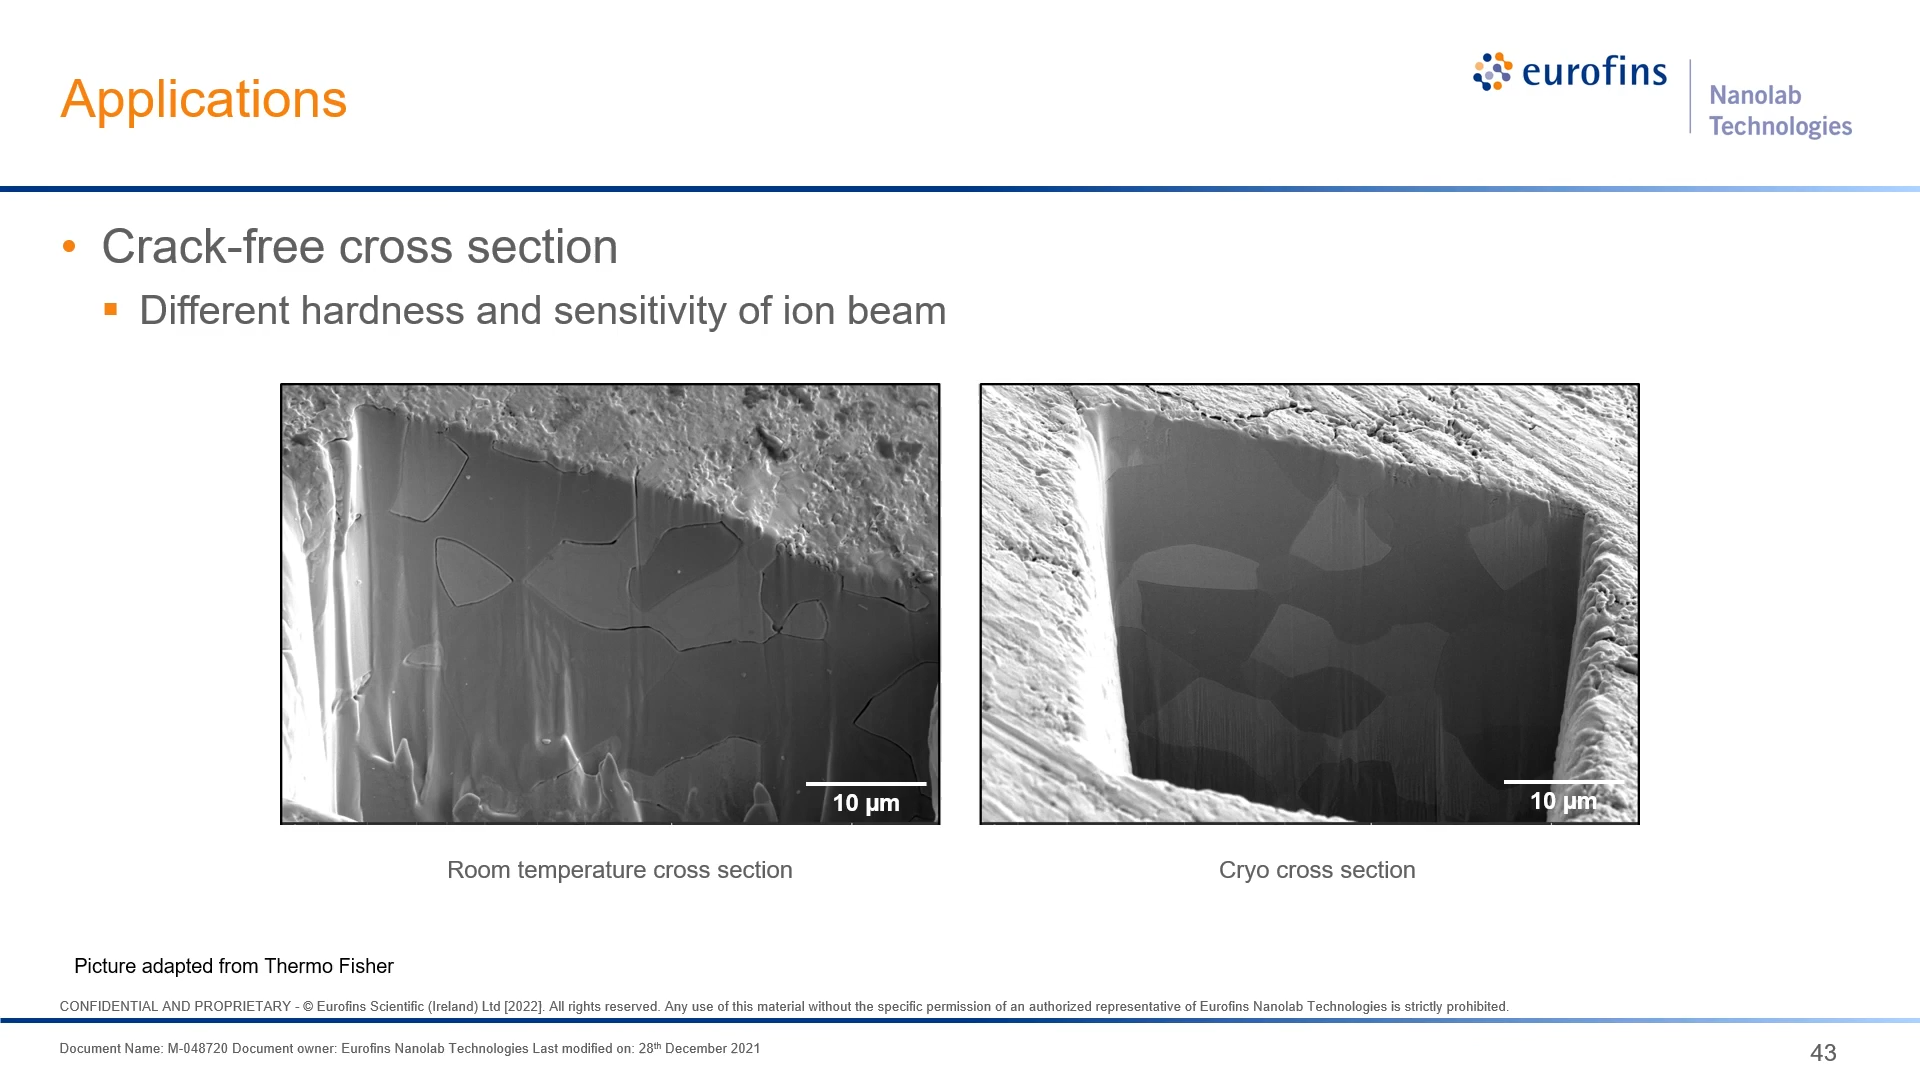 Applications
eurofins
Nanolab
Technologies
• Crack-free cross section
▪ Different hardness and sensitivity of ion beam
10 µm
10 µm
Room temperature cross section
Cryo cross section
Picture adapted from Thermo Fisher
CONFIDENTIAL AND PROPRIETARY - © Eurofins Scientific (Ireland) Ltd [2022]. All rights reserved. Any use of this material without the specific permission of an authorized representative of Eurofins Nanolab Technologies is strictly prohibited.
Document Name: M-048720 Document owner: Eurofins Nanolab Technologies Last modified on: 28th December 2021
43